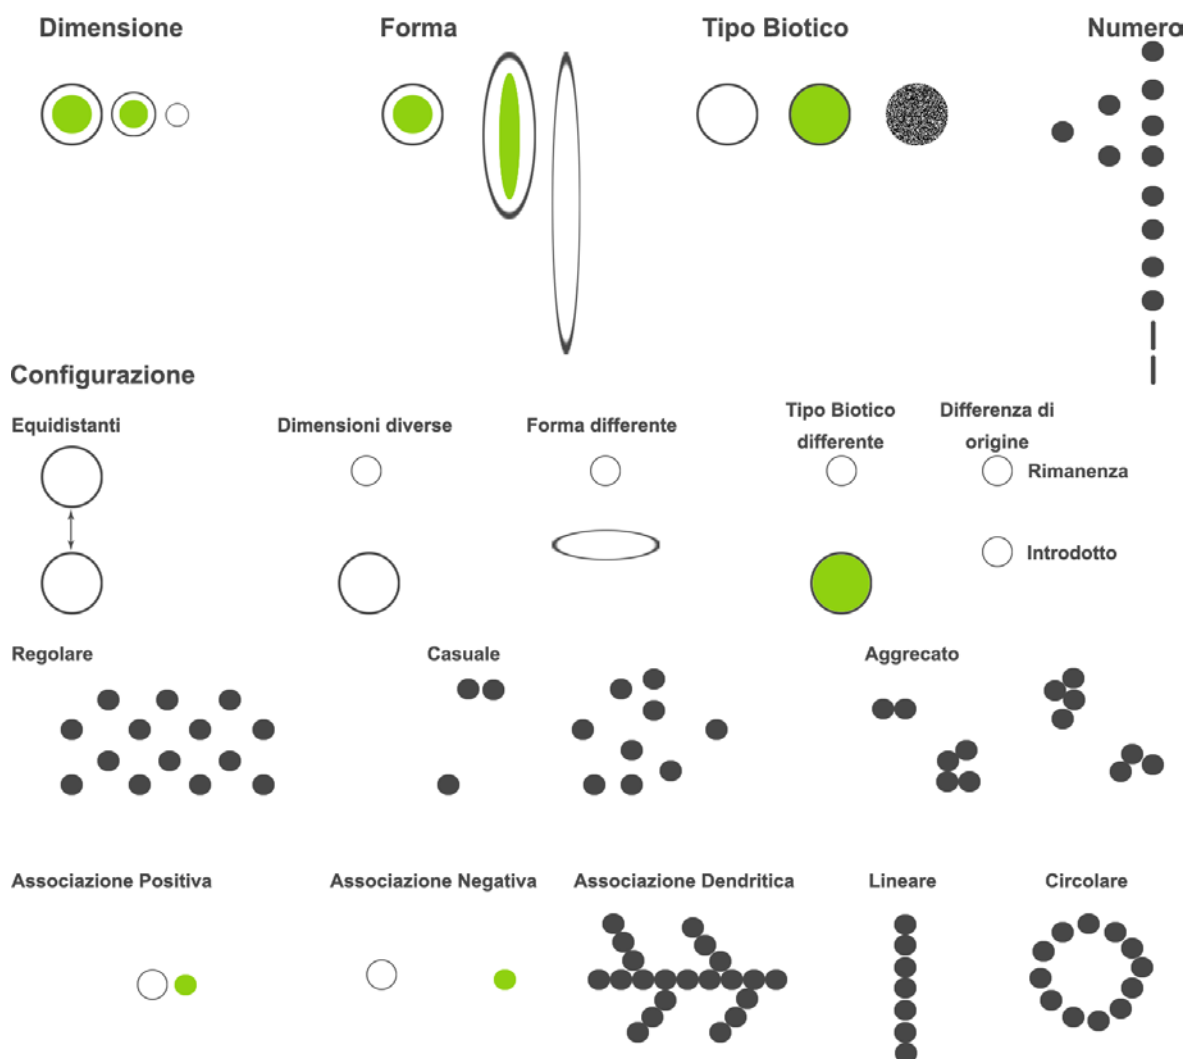 Dimensione
Forma
Tipo Biotico
Numero
Configurazione
Equidistanti
Dimensioni diverse
Forma differente
Tipo Biotico
differente
Differenza di
origine
Rimanenza
Introdotto
Regolare
Casuale
Aggrecato
Associazione Positiva
Associazione Negativa
Associazione Dendritica
Lineare
Circolare